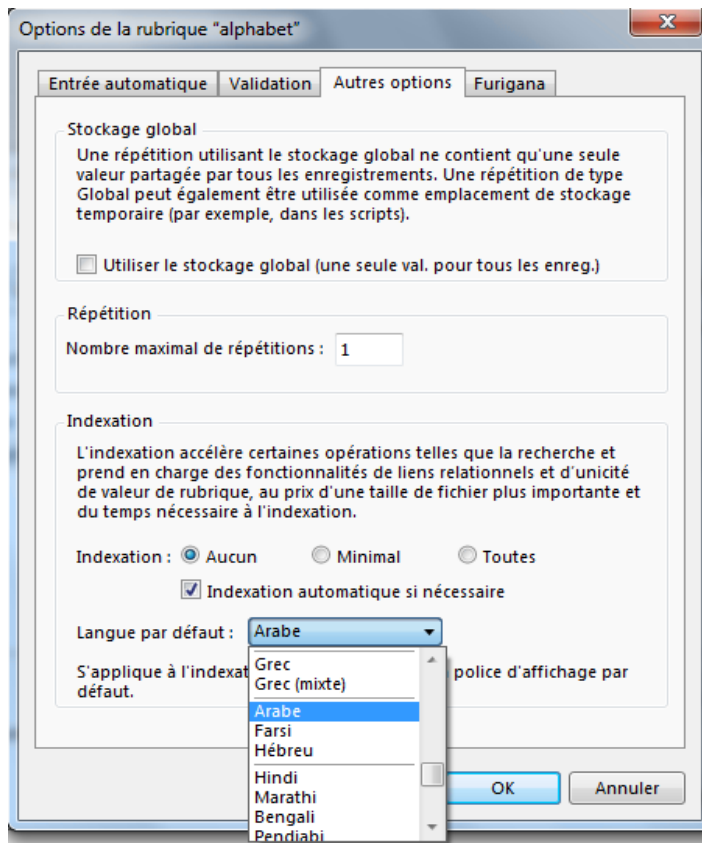 Options de la rubrique “alphabet”
Entrée automatique Validation Autres options Furigana
Stockage global
Une répétition utilisant le stockage global ne contient qu'une seule
valeur partagée par tous les enregistrements. Une répétition de type
Global peut également être utilisée comme emplacement de stockage
temporaire (par exemple, dans les scripts).
Utiliser le stockage global (une seule val. pour tous les enreg.)
Répétition
Nombre maximal de répétitions : 1
Indexation
L'indexation accélère certaines opérations telles que la recherche et
prend en charge des fonctionnalités de liens relationnels et d'unicité
de valeur de rubrique, au prix d'une taille de fichier plus importante et
du temps nécessaire à l'indexation.
Indexation : Aucun Minimal Toutes
Indexation automatique si nécessaire
Langue par défaut : Arabe
S'applique à l'indexat police d'affichage par
défaut.
Grec
Grec (mixte)
Arabe
Farsi
Hébreu
Hindi
Marathi
Bengali
Pendjabi
OK Annuler